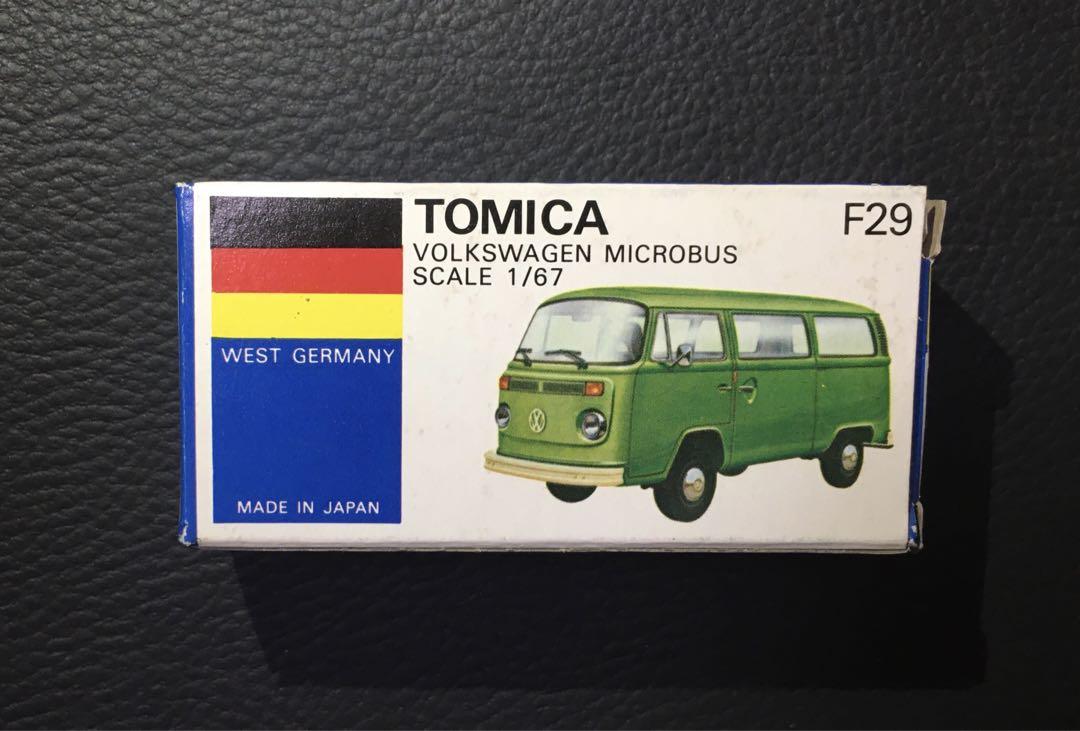 TOMICA
F29
VOLKSWAGEN MICROBUS
SCALE 1/67
WEST GERMANY
MADE IN JAPAN